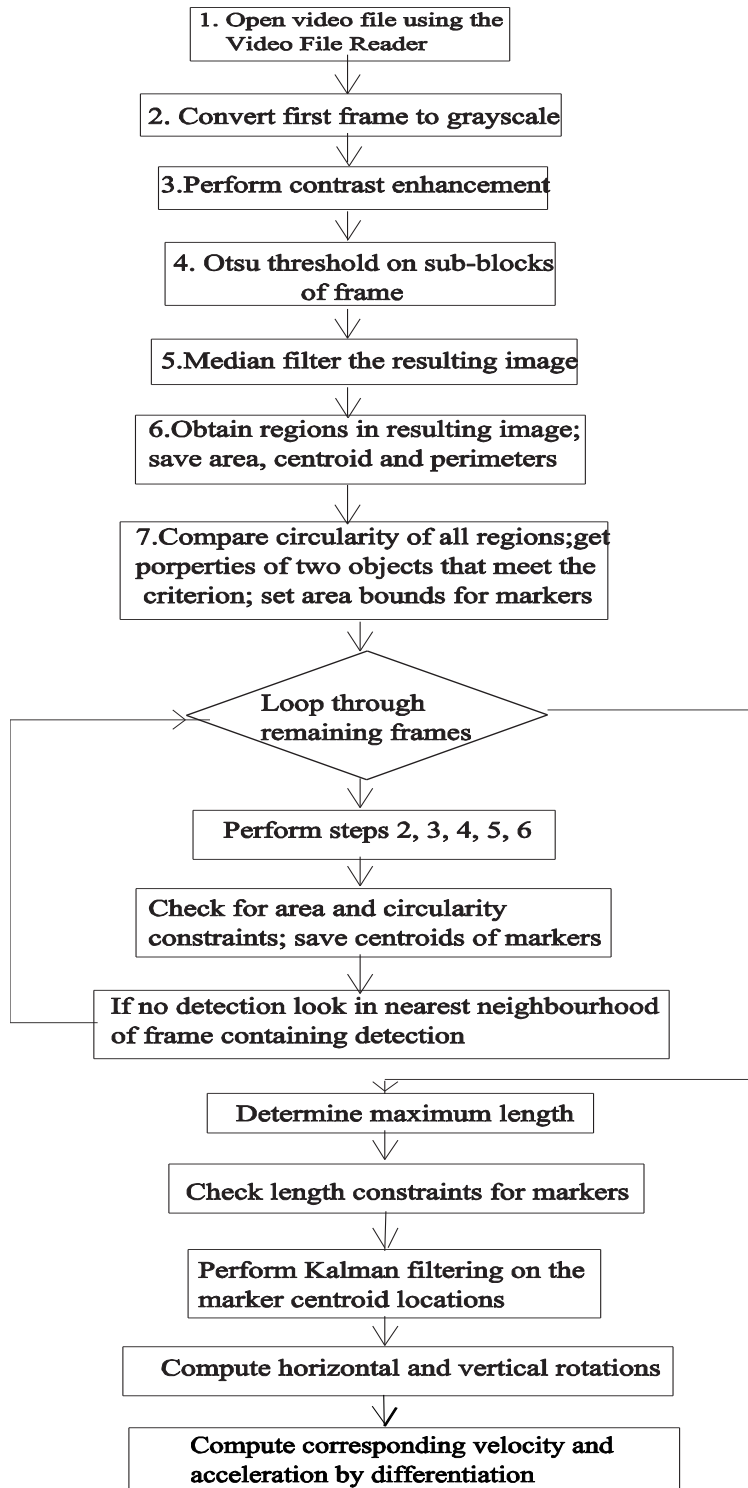 1. Open video file using the
Video File Reader
2. Convert first frame to grayscale
3.Perform contrast enhancement
4. Otsu threshold on sub-blocks
of frame
5.Median filter the resulting image
6.Obtain regions in resulting image;
save area, centroid and perimeters
7.Compare circularity of all regions;get
porperties of two objects that meet the
criterion; set area bounds for markers
Loop through
remaining frames
Perform steps 2, 3, 4, 5, 6
Check for area and circularity
constraints; save centroids of markers
If no detection look in nearest neighbourhood
of frame containing detection
Determine maximum length
Check length constraints for markers
Perform Kalman filtering on the
marker centroid locations
Compute horizontal and vertical rotations
Compute corresponding velocity and
acceleration by differentiation